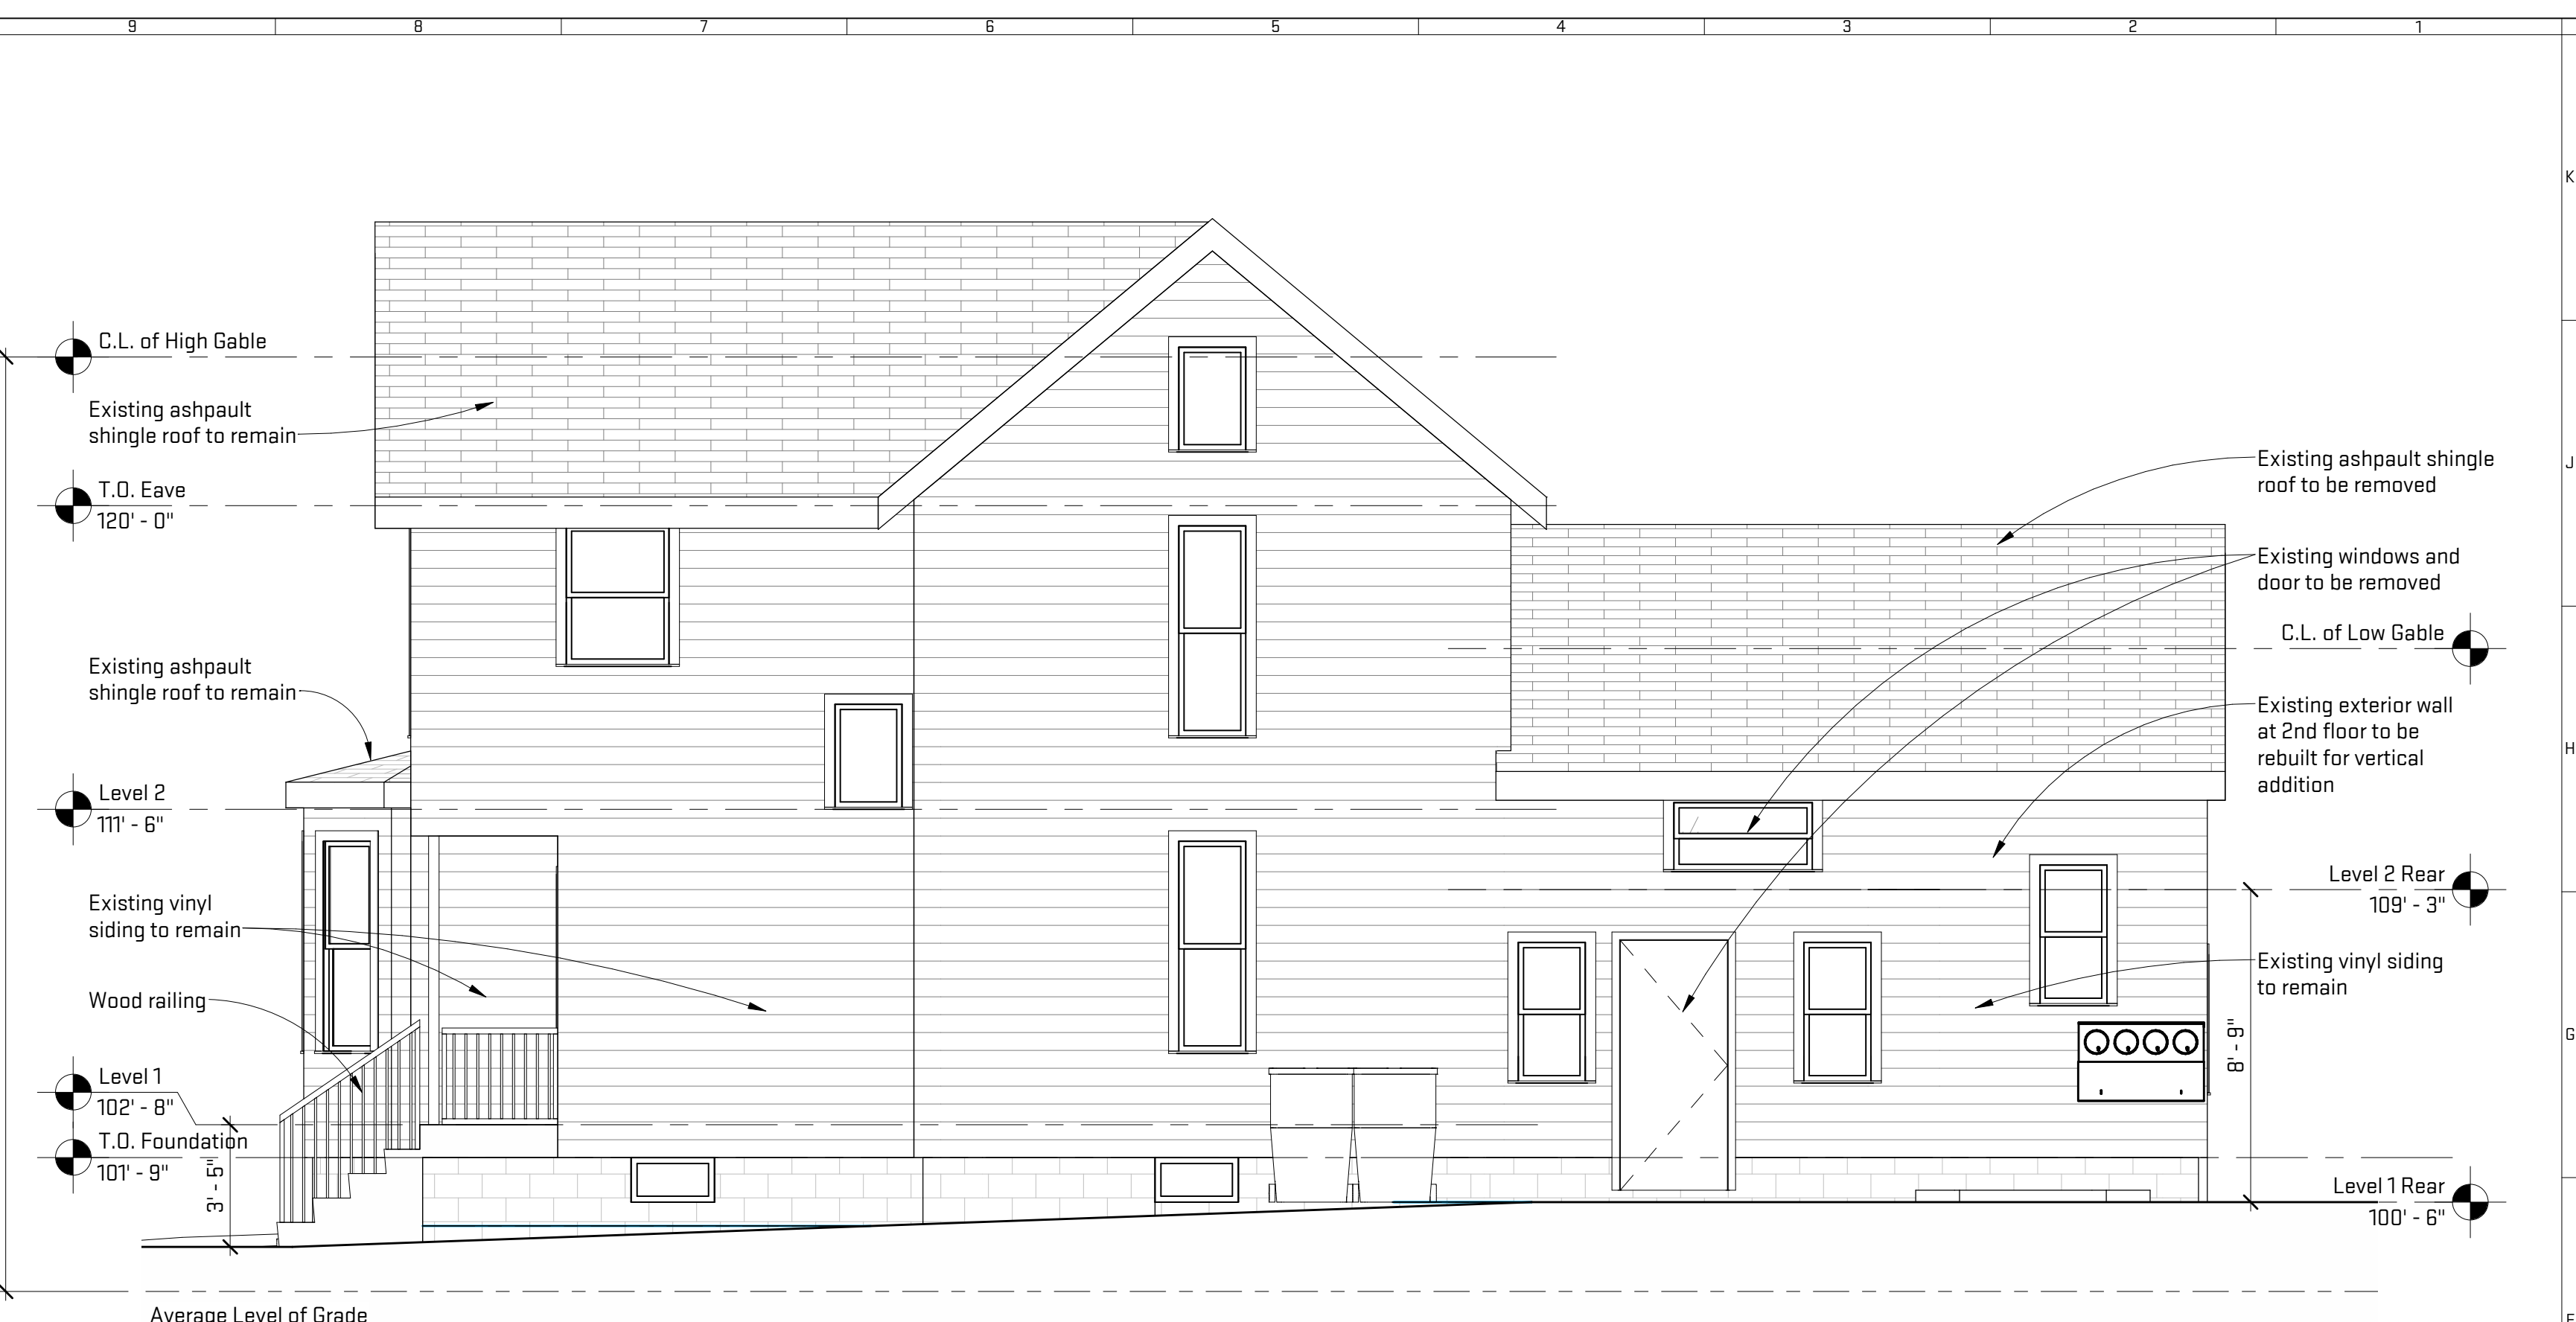 9 8 7 6 5 4 3 2 1
K
C.L. of High Gable
Existing ashpault
shingle roof to remain
T.O. Eave
120' - 0"
Existing ashpault shingle
roof to be removed
J
Existing windows and
door to be removed
C.L. of Low Gable
Existing ashpault
shingle roof to remain
Existing exterior wall
at 2nd floor to be
rebuilt for vertical
addition
H
Level 2
111' - 6"
Level 2 Rear
109' - 3"
Existing vinyl
siding to remain
Existing vinyl siding
to remain
Wood railing
8' - 9"
G
Level 1
102' - 8"
T.O. Foundation
101' - 9"
3' - 5"
Level 1 Rear
100' - 6"
Average Level of Grade